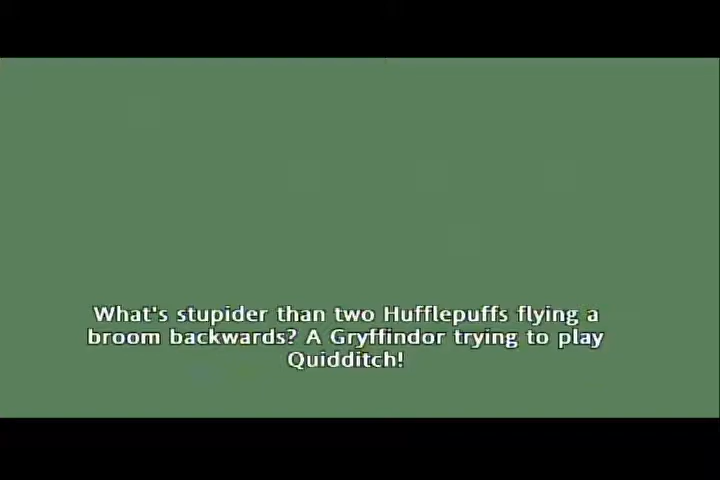 What's stupider than two Hufflepuffs flying a
broom backwards? A Gryffindor trying to play
Quidditch!